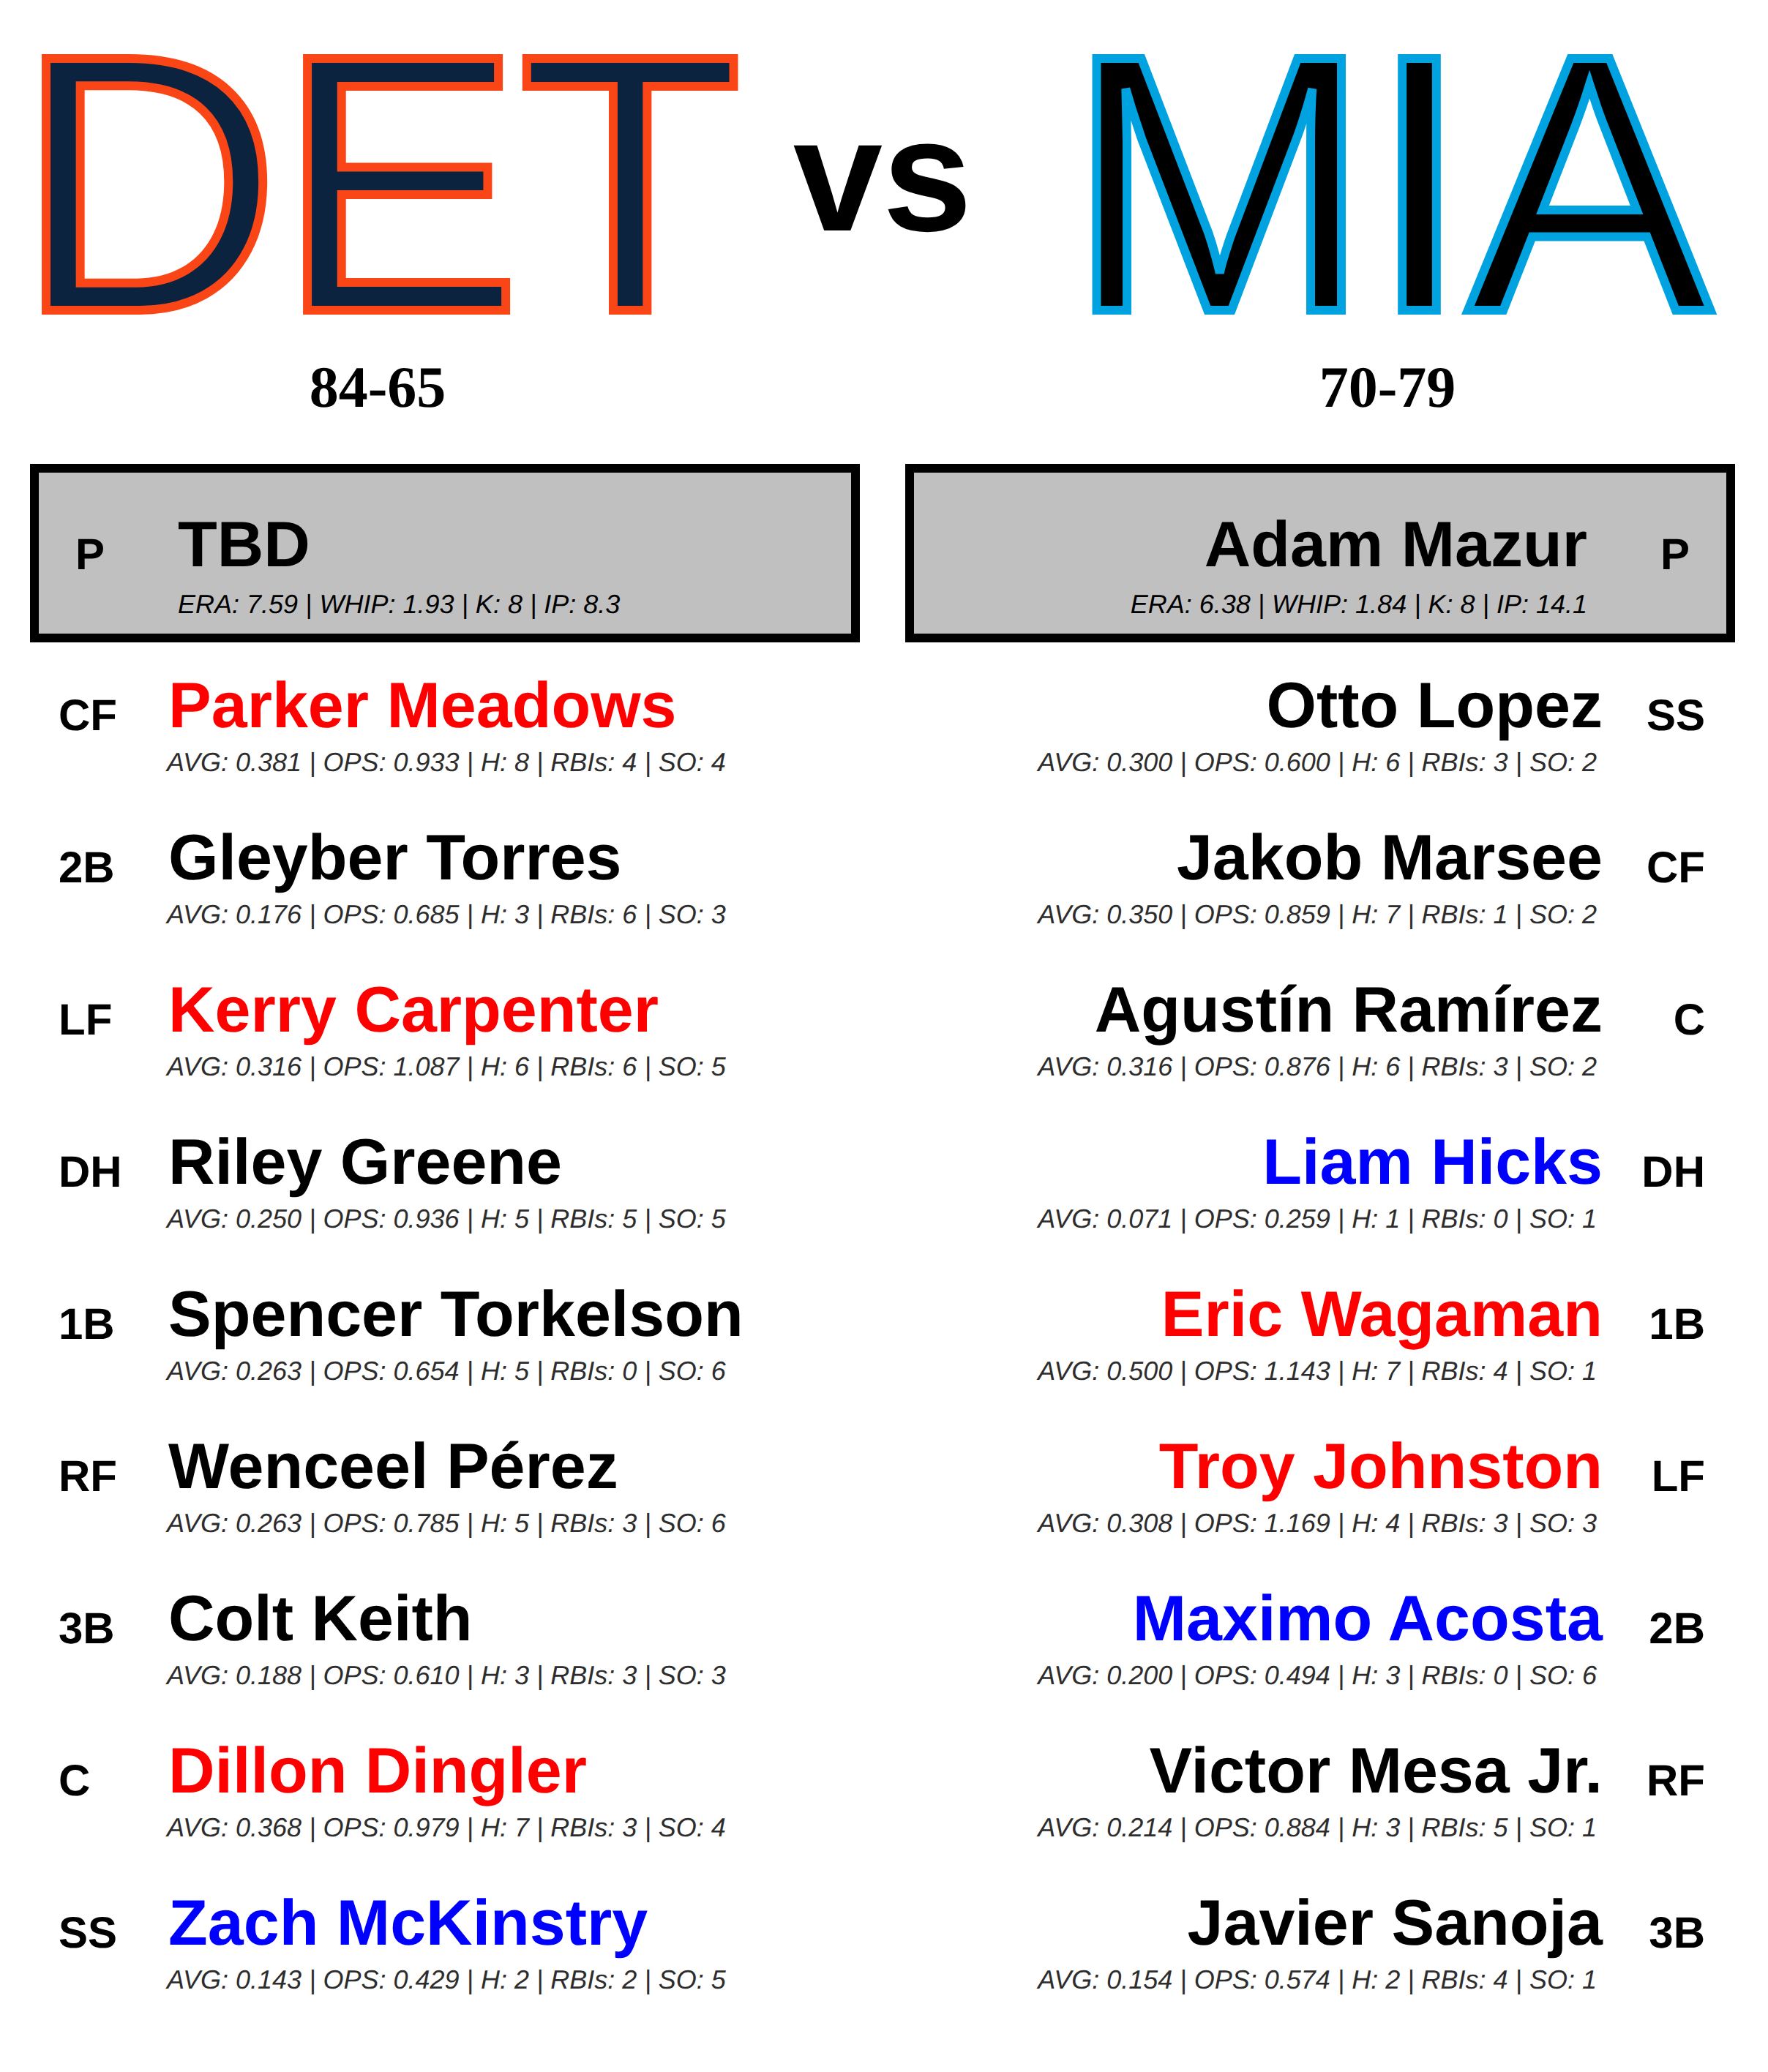 DET vs MIA
84-65
70-79
P TBD
ERA: 7.59 | WHIP: 1.93 | K: 8 | IP: 8.3
Adam Mazur P
ERA: 6.38 | WHIP: 1.84 | K: 8 | IP: 14.1
CF Parker Meadows
AVG: 0.381 | OPS: 0.933 | H: 8 | RBIs: 4 | SO: 4
2B Gleyber Torres
AVG: 0.176 | OPS: 0.685 | H: 3 | RBIs: 6 | SO: 3
LF Kerry Carpenter
AVG: 0.316 | OPS: 1.087 | H: 6 | RBIs: 6 | SO: 5
DH Riley Greene
AVG: 0.250 | OPS: 0.936 | H: 5 | RBIs: 5 | SO: 5
1B Spencer Torkelson
AVG: 0.263 | OPS: 0.654 | H: 5 | RBIs: 0 | SO: 6
RF Wenceel Pérez
AVG: 0.263 | OPS: 0.785 | H: 5 | RBIs: 3 | SO: 6
3B Colt Keith
AVG: 0.188 | OPS: 0.610 | H: 3 | RBIs: 3 | SO: 3
C Dillon Dingler
AVG: 0.368 | OPS: 0.979 | H: 7 | RBIs: 3 | SO: 4
SS Zach McKinstry
AVG: 0.143 | OPS: 0.429 | H: 2 | RBIs: 2 | SO: 5
Otto Lopez SS
AVG: 0.300 | OPS: 0.600 | H: 6 | RBIs: 3 | SO: 2
Jakob Marsee CF
AVG: 0.350 | OPS: 0.859 | H: 7 | RBIs: 1 | SO: 2
Agustín Ramírez C
AVG: 0.316 | OPS: 0.876 | H: 6 | RBIs: 3 | SO: 2
Liam Hicks DH
AVG: 0.071 | OPS: 0.259 | H: 1 | RBIs: 0 | SO: 1
Eric Wagaman 1B
AVG: 0.500 | OPS: 1.143 | H: 7 | RBIs: 4 | SO: 1
Troy Johnston LF
AVG: 0.308 | OPS: 1.169 | H: 4 | RBIs: 3 | SO: 3
Maximo Acosta 2B
AVG: 0.200 | OPS: 0.494 | H: 3 | RBIs: 0 | SO: 6
Victor Mesa Jr. RF
AVG: 0.214 | OPS: 0.884 | H: 3 | RBIs: 5 | SO: 1
Javier Sanoja 3B
AVG: 0.154 | OPS: 0.574 | H: 2 | RBIs: 4 | SO: 1